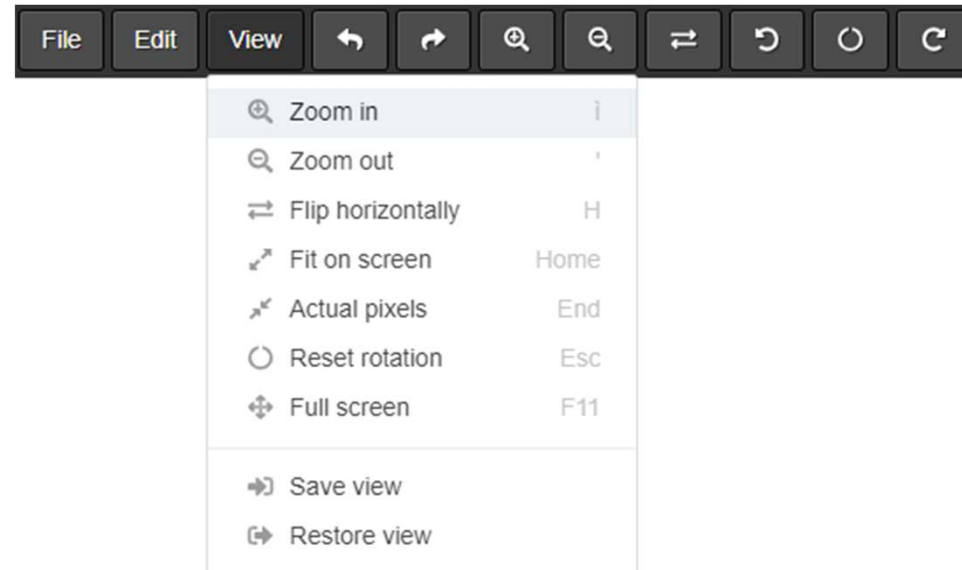 File Edit View
Zoom in ì
Zoom out '
Flip horizontally H
Fit on screen Home
Actual pixels End
Reset rotation Esc
Full screen F11
Save view
Restore view